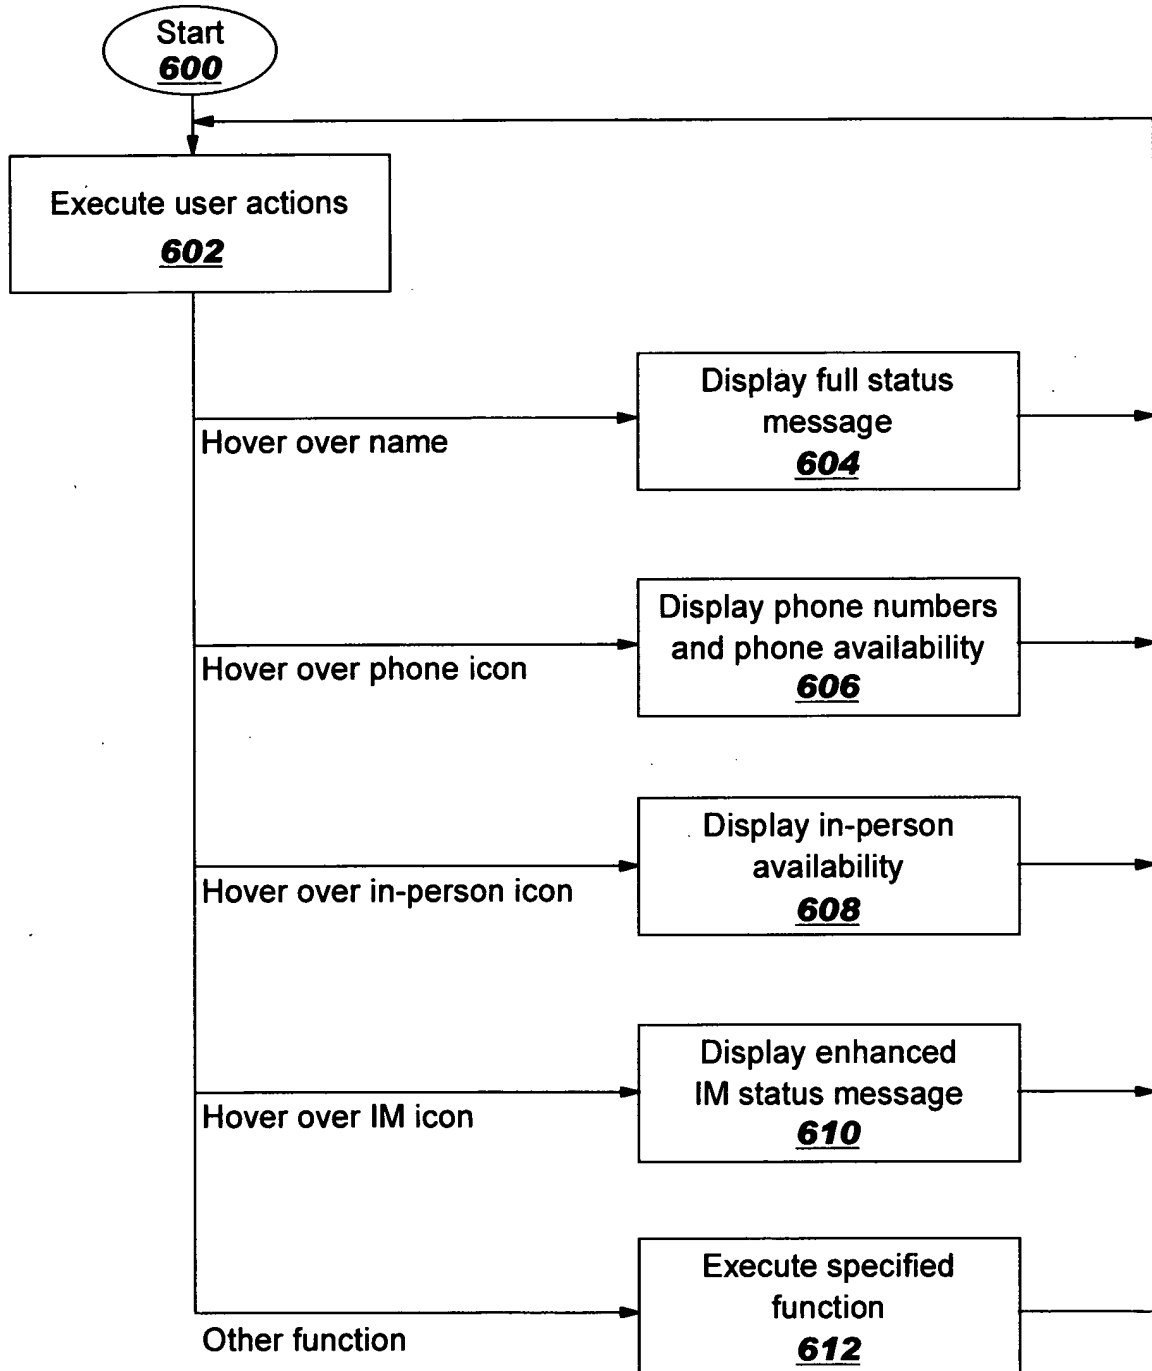 Start
600
Execute user actions
602
Display full status
message
604
Hover over name
Display phone numbers
and phone availability
606
Hover over phone icon
Display in-person
availability
608
Hover over in-person icon
Display enhanced
IM status message
610
Hover over IM icon
Execute specified
function
612
Other function